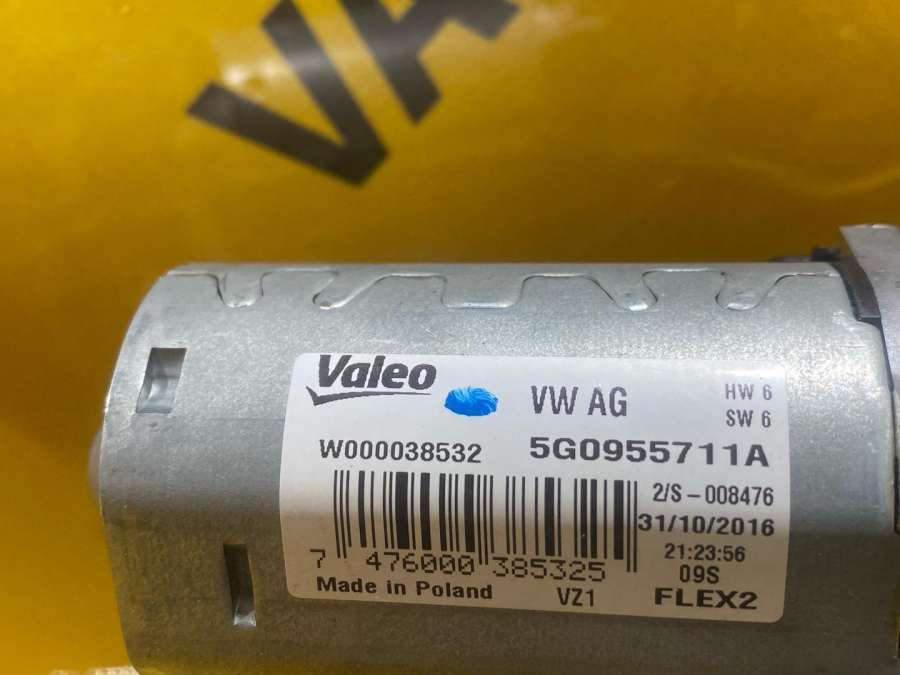 VA
Valeo
VW AG
HW 6
SW 6
W000038532
5G0955711A
2/S-008476
31/10/2016
21:23:56
09S
7 476000 385325
Made in Poland
VZ1
FLEX2